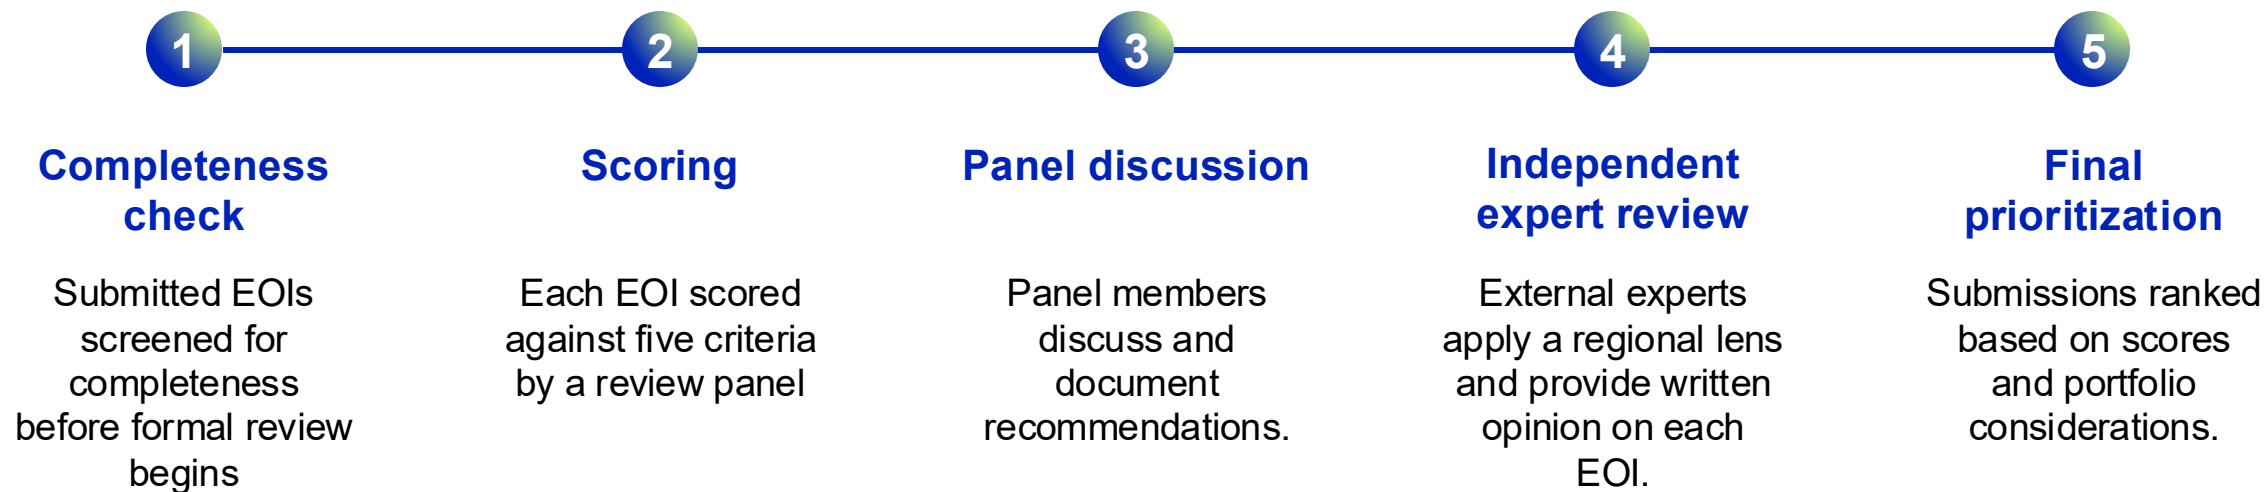 1
2
3
4
5
Completeness
check
Submitted EOIs
screened for
completeness
before formal review
begins
Scoring
Each EOI scored
against five criteria
by a review panel
Panel discussion
Panel members
discuss and
document
recommendations.
Independent
expert review
External experts
apply a regional lens
and provide written
opinion on each
EOI.
Final
prioritization
Submissions ranked
based on scores
and portfolio
considerations.